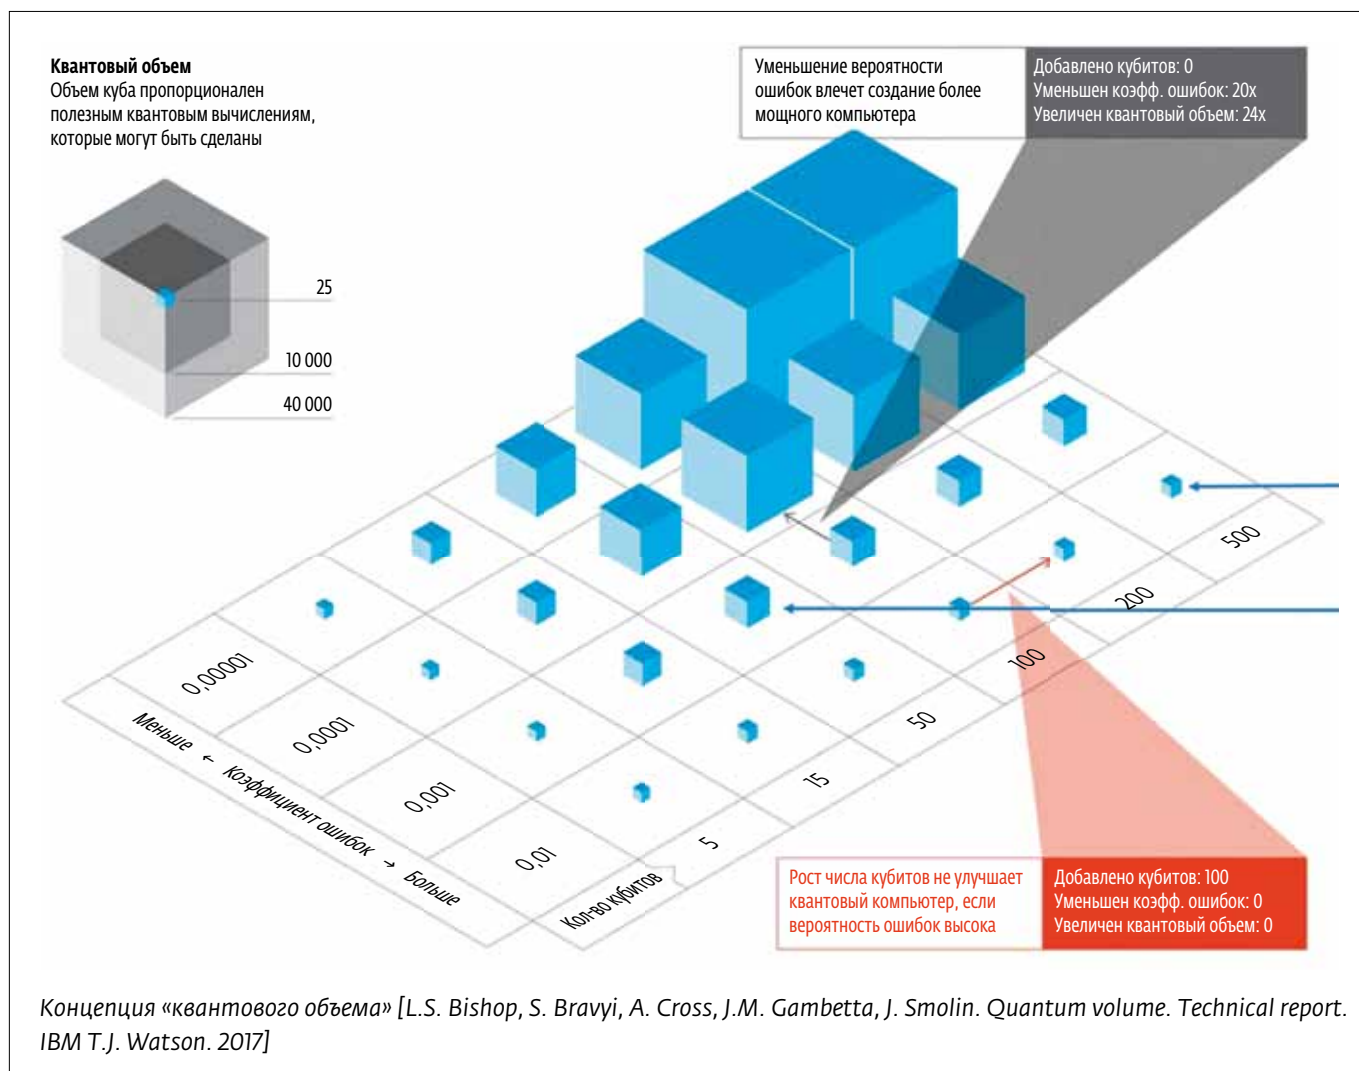 Квантовый объем
Объем куба пропорционален
полезным квантовым вычислениям,
которые могут быть сделаны
25
10 000
40 000
Уменьшение вероятности
ошибок влечет создание более
мощного компьютера
Добавлено кубитов: 0
Уменьшен коэфф. ошибок: 20x
Увеличен квантовый объем: 24x
500
200
100
50
15
5
Кол-во кубитов
0,00001
0,0001
0,001
0,01
Меньше ← Коэффициент ошибок → Больше
Рост числа кубитов не улучшает
квантовый компьютер, если
вероятность ошибок высока
Добавлено кубитов: 100
Уменьшен коэфф. ошибок: 0
Увеличен квантовый объем: 0
Концепция «квантового объема» [L.S. Bishop, S. Bravyi, A. Cross, J.M. Gambetta, J. Smolin. Quantum volume. Technical report.
IBM T.J. Watson. 2017]